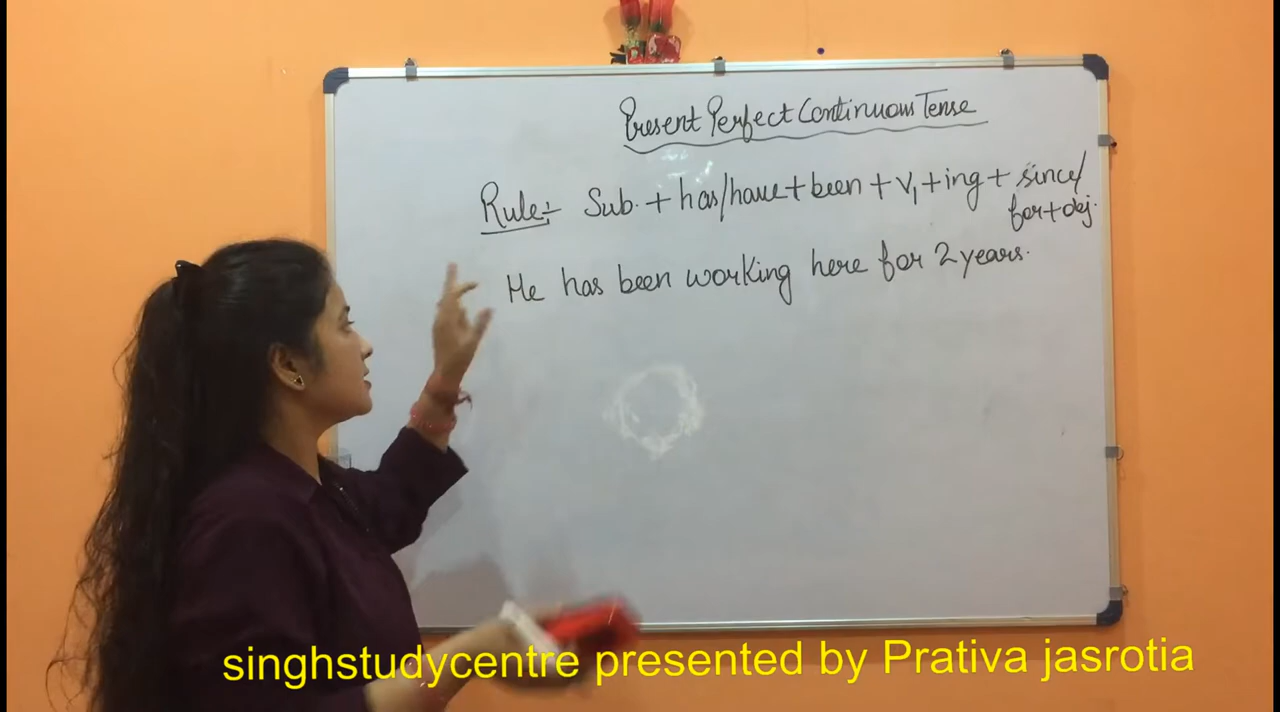 Present Perfect Continuous Tense
Rule:- Sub. + has/have + been + V1 + ing + since/
for + obj.
He has been working here for 2 years.
singhstudycentre presented by Prativa jasrotia